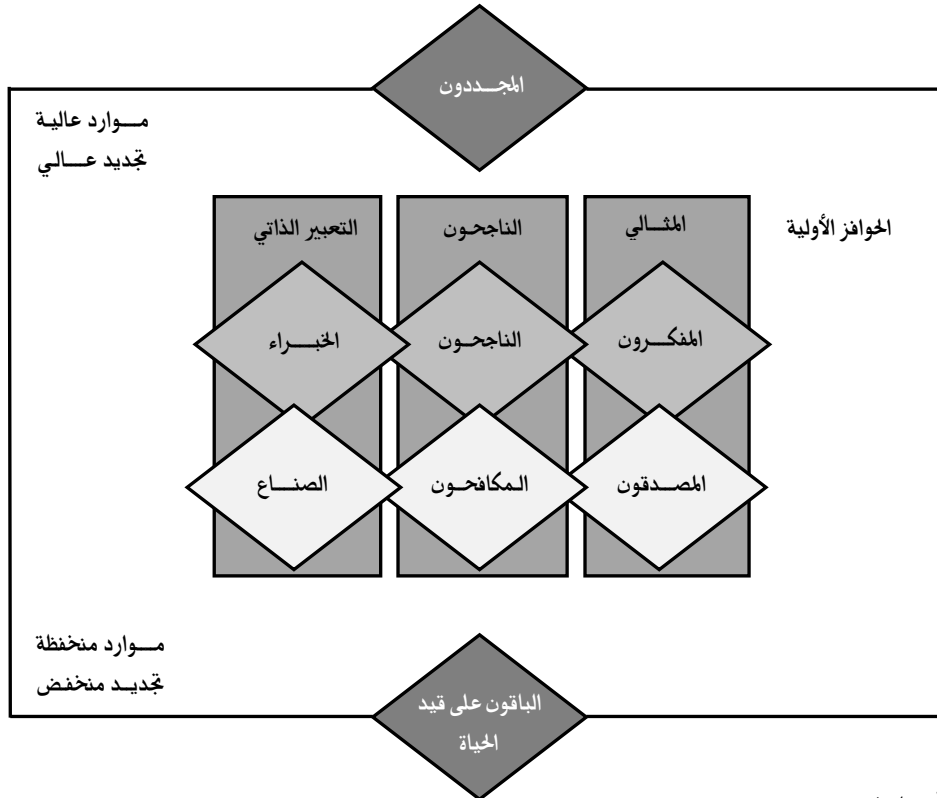 المجـــددون
مـــوارد عالية
تجديد عـــالي
الحوافز الأولية
المثـــالي
الناجحـون
التعبير الذاتي
المفكـــرون
الناجحـون
الخبـــراء
المصـــدقون
المكافحـون
الصنـــاع
مـــوارد منخفظة
تجديـد منخفض
الباقون على قيد
الحياة